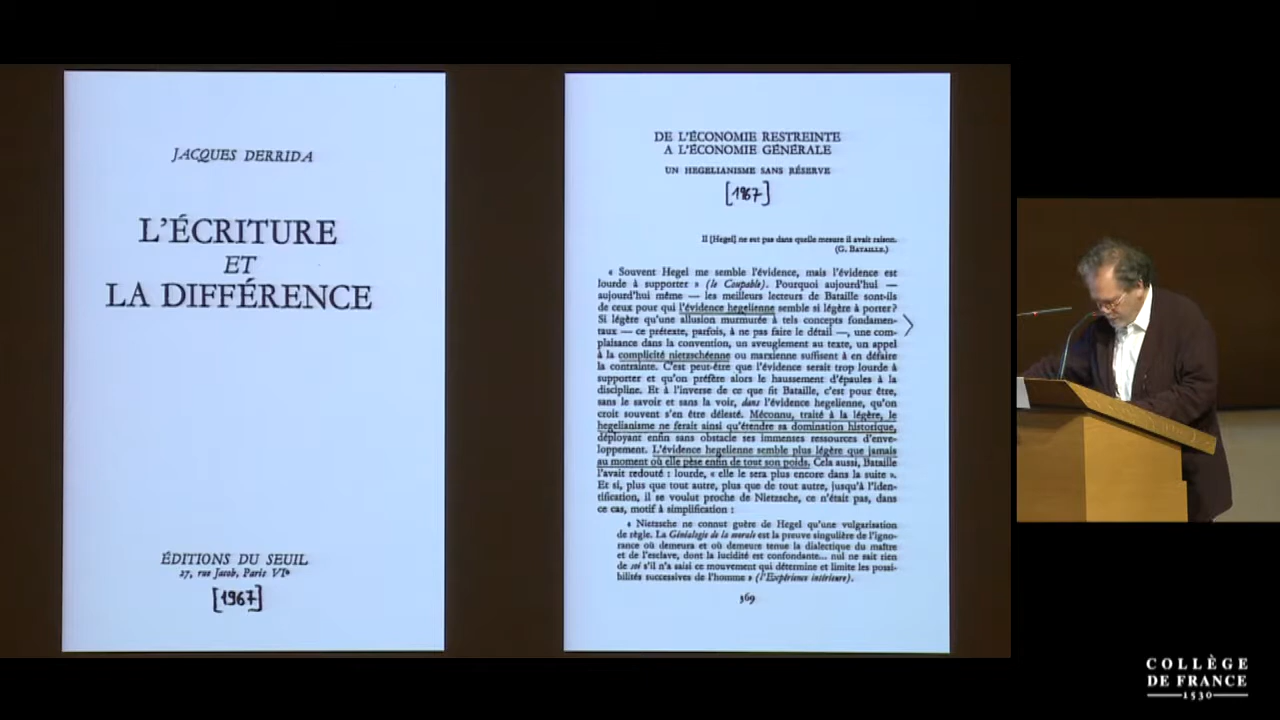 JACQUES DERRIDA
L'ÉCRITURE
ET
LA DIFFÉRENCE
ÉDITIONS DU SEUIL
27, rue Jacob, Paris VIe
[1967]
DE L'ÉCONOMIE RESTREINTE
A L'ÉCONOMIE GÉNÉRALE
UN HEGELIANISME SANS RÉSERVE
[1967]
Il [Hegel] ne sut pas dans quelle mesure il avait raison.
(G. BATAILLE.)
« Souvent Hegel me semble l'évidence, mais l'évidence est
lourde à supporter » (le Coupable). Pourquoi aujourd'hui —
aujourd'hui même — les meilleurs lecteurs de Bataille sont-ils
de ceux pour qui l'évidence hegelienne semble si légère à porter?
Si légère qu'une allusion murmurée à tels concepts fondamen-
taux — ce prétexte, parfois, à ne pas faire le détail —, une com-
plaisance dans la convention, un aveuglement au texte, un appel
à la complicité nietzschéenne ou marxienne suffisent à en défaire
la contrainte. C'est peut-être que l'évidence serait trop lourde à
supporter et qu'on préfère alors le haussement d'épaules à la
discipline. Et à l'inverse de ce que fit Bataille, c'est pour être,
sans le savoir et sans la voir, dans l'évidence hegelienne, qu'on
croit souvent s'en être délesté. Méconnu, traité à la légère, le
hegelianisme ne ferait ainsi qu'étendre sa domination historique,
déployant enfin sans obstacle ses immenses ressources d'enve-
loppement. L'évidence hegelienne semble plus légère que jamais
au moment où elle pèse enfin de tout son poids. Cela aussi, Bataille
l'avait redouté : lourde, « elle le sera plus encore dans la suite ».
Et si, plus que tout autre, plus que de tout autre, jusqu'à l'iden-
tification, il se voulut proche de Nietzsche, ce n'était pas, dans
ce cas, motif à simplification :
« Nietzsche ne connut guère de Hegel qu'une vulgarisation
de règle. La Généalogie de la morale est la preuve singulière de l'igno-
rance où demeura et où demeure tenue la dialectique du maître
et de l'esclave, dont la lucidité est confondante... nul ne sait rien
de soi s'il n'a saisi ce mouvement qui détermine et limite les possi-
bilités successives de l'homme » (l'Expérience intérieure).
369
COLLÈGE
DE FRANCE
1530